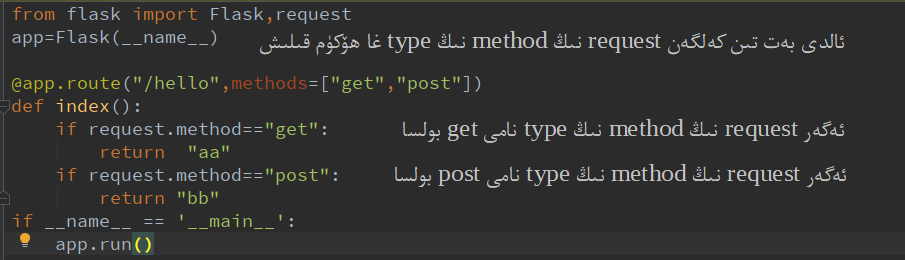 from flask import Flask,request
app=Flask(__name__)
ئالدى بەت تىن كەلگەن request نىڭ method نىڭ type غا ھۆكۈم قىلىش
@app.route("/hello",methods=["get","post"])
def index():
if request.method=="get":
ئەگەر request نىڭ method نىڭ type نامى get بولسا
return "aa"
if request.method=="post":
ئەگەر request نىڭ method نىڭ type نامى post بولسا
return "bb"
if __name__ == '__main__':
app.run()